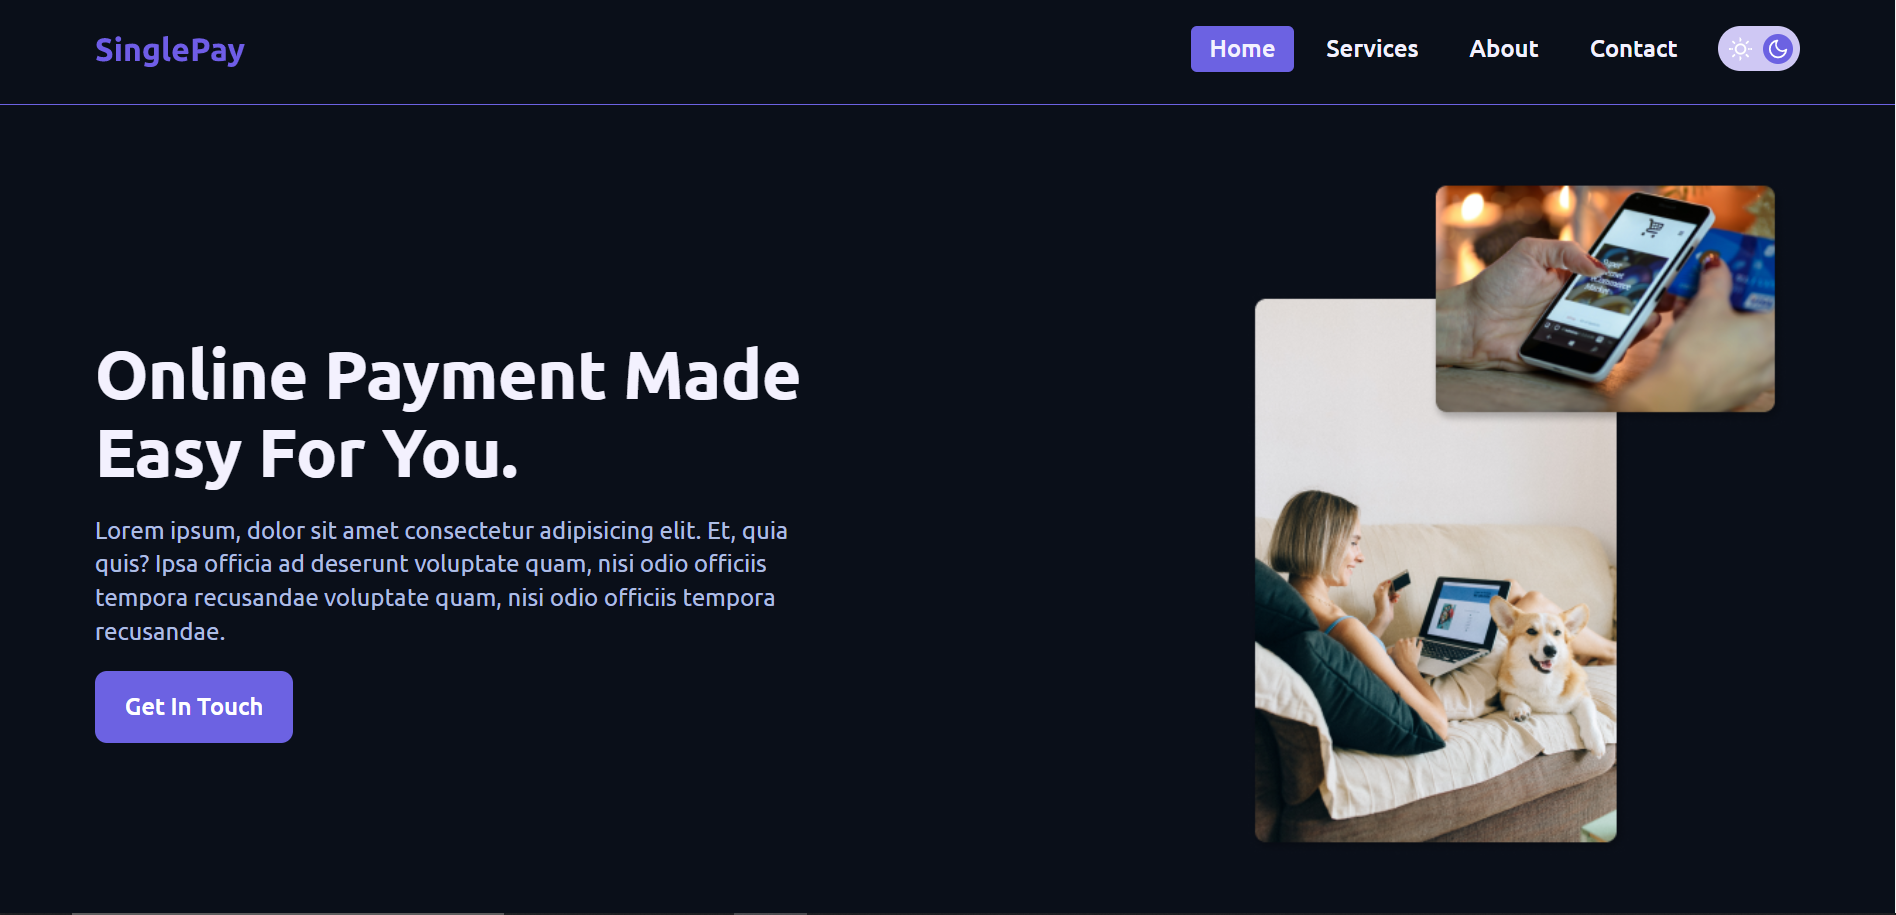 SinglePay
Home
Services
About
Contact
Online Payment Made
Easy For You.
Lorem ipsum, dolor sit amet consectetur adipisicing elit. Et, quia
quis? Ipsa officia ad deserunt voluptate quam, nisi odio officiis
tempora recusandae voluptate quam, nisi odio officiis tempora
recusandae.
Get In Touch